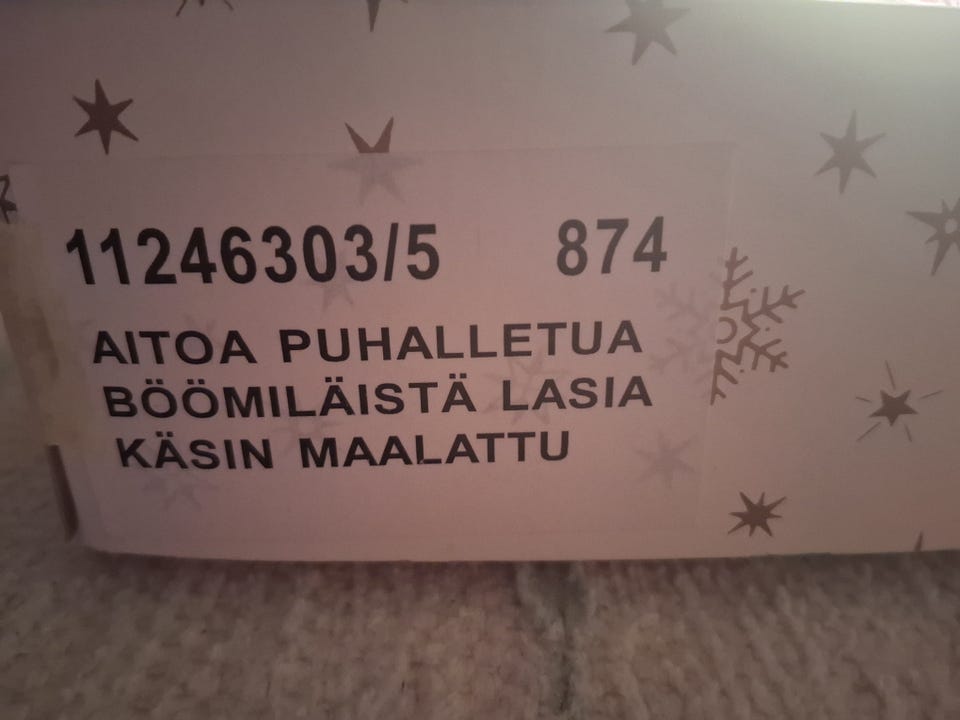 11246303/5 874
AITOA PUHALLETUA
BÖÖMILÄISTÄ LASIA
KÄSIN MAALATTU